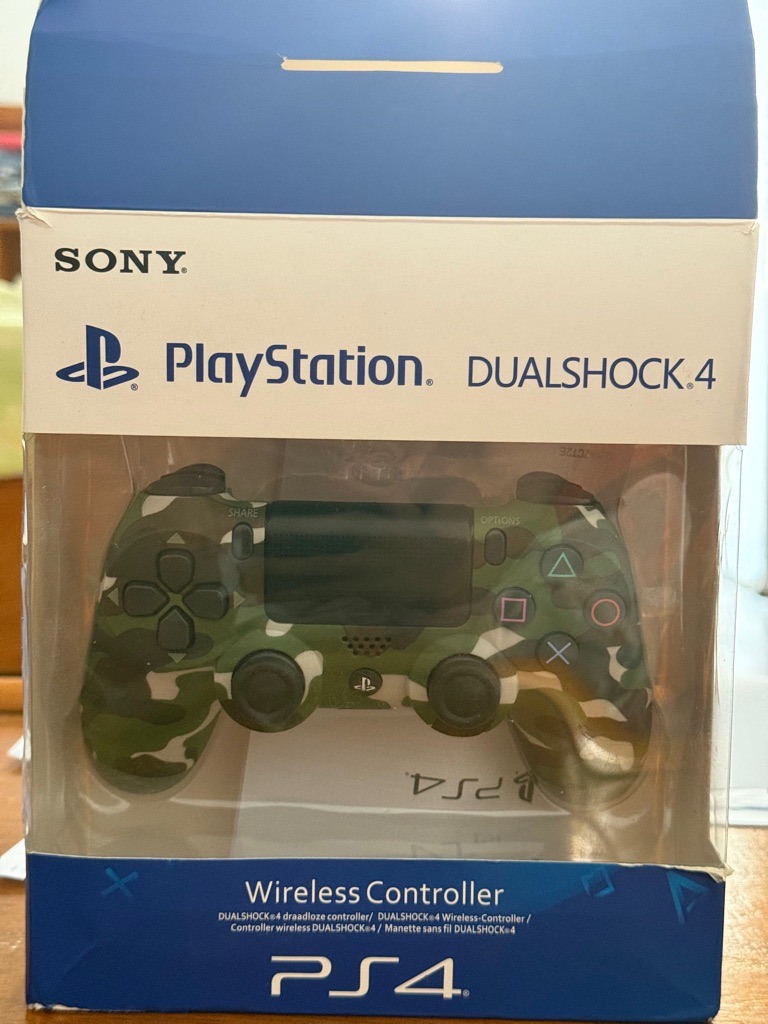 SONY®
PlayStation® DUALSHOCK®4
SHARE
OPTIONS
PS4
Wireless Controller
DUALSHOCK®4 draadloze controller/ DUALSHOCK®4 Wireless-Controller /
Controller wireless DUALSHOCK®4 / Manette sans fil DUALSHOCK®4
PS4®